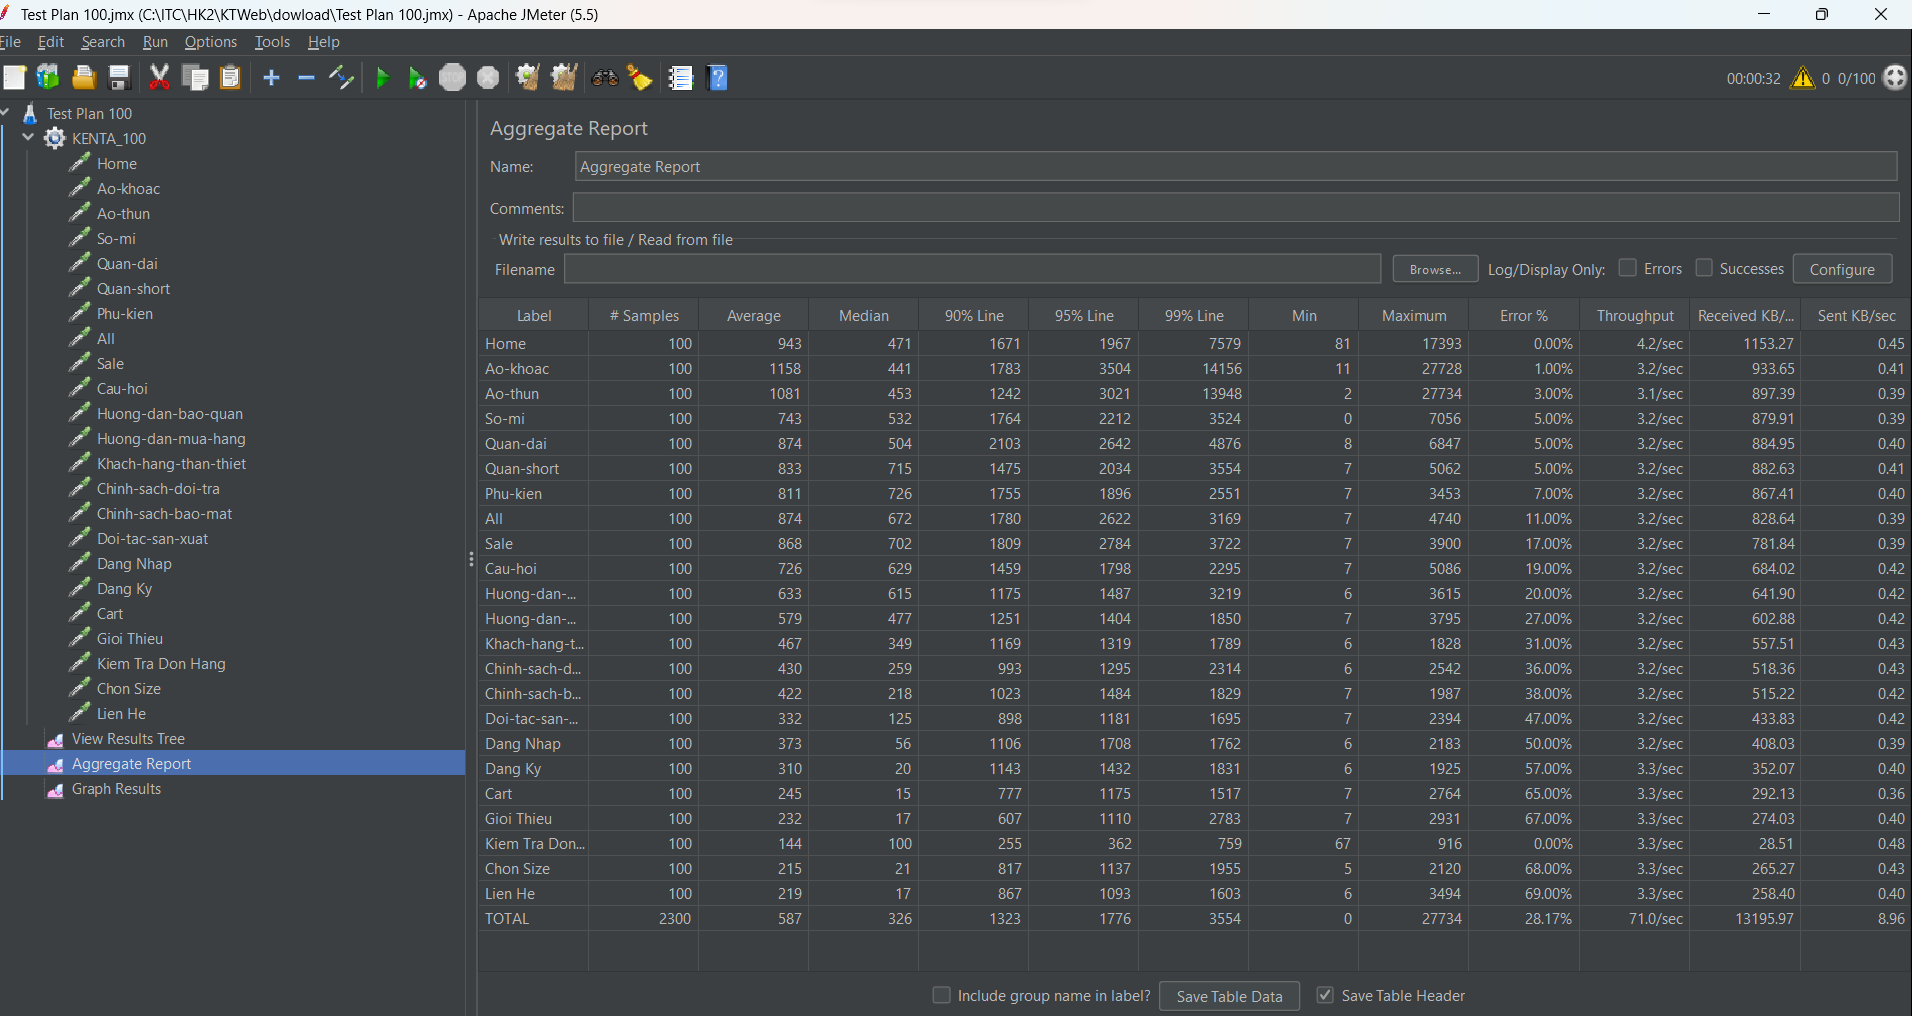 Test Plan 100.jmx (C:\ITC\HK2\KTWeb\dowload\Test Plan 100.jmx) - Apache JMeter (5.5)
File Edit Search Run Options Tools Help
STOP 00:00:32 0 0/100
Test Plan 100
KENTA_100
Home
Ao-khoac
Ao-thun
So-mi
Quan-dai
Quan-short
Phu-kien
All
Sale
Cau-hoi
Huong-dan-bao-quan
Huong-dan-mua-hang
Khach-hang-than-thiet
Chinh-sach-doi-tra
Chinh-sach-bao-mat
Doi-tac-san-xuat
Dang Nhap
Dang Ky
Cart
Gioi Thieu
Kiem Tra Don Hang
Chon Size
Lien He
View Results Tree
Aggregate Report
Graph Results
Aggregate Report
Name: Aggregate Report
Comments:
Write results to file / Read from file
Filename Browse... Log/Display Only: Errors Successes Configure
Label # Samples Average Median 90% Line 95% Line 99% Line Min Maximum Error % Throughput Received KB/... Sent KB/sec
Home 100 943 471 1671 1967 7579 81 17393 0.00% 4.2/sec 1153.27 0.45
Ao-khoac 100 1158 441 1783 3504 14156 11 27728 1.00% 3.2/sec 933.65 0.41
Ao-thun 100 1081 453 1242 3021 13948 2 27734 3.00% 3.1/sec 897.39 0.39
So-mi 100 743 532 1764 2212 3524 0 7056 5.00% 3.2/sec 879.91 0.39
Quan-dai 100 874 504 2103 2642 4876 8 6847 5.00% 3.2/sec 884.95 0.40
Quan-short 100 833 715 1475 2034 3554 7 5062 5.00% 3.2/sec 882.63 0.41
Phu-kien 100 811 726 1755 1896 2551 7 3453 7.00% 3.2/sec 867.41 0.40
All 100 874 672 1780 2622 3169 7 4740 11.00% 3.2/sec 828.64 0.39
Sale 100 868 702 1809 2784 3722 7 3900 17.00% 3.2/sec 781.84 0.39
Cau-hoi 100 726 629 1459 1798 2295 7 5086 19.00% 3.2/sec 684.02 0.42
Huong-dan-... 100 633 615 1175 1487 3219 6 3615 20.00% 3.2/sec 641.90 0.42
Huong-dan-... 100 579 477 1251 1404 1850 7 3795 27.00% 3.2/sec 602.88 0.42
Khach-hang-t... 100 467 349 1169 1319 1789 6 1828 31.00% 3.2/sec 557.51 0.43
Chinh-sach-d... 100 430 259 993 1295 2314 6 2542 36.00% 3.2/sec 518.36 0.43
Chinh-sach-b... 100 422 218 1023 1484 1829 7 1987 38.00% 3.2/sec 515.22 0.42
Doi-tac-san-... 100 332 125 898 1181 1695 7 2394 47.00% 3.2/sec 433.83 0.42
Dang Nhap 100 373 56 1106 1708 1762 6 2183 50.00% 3.2/sec 408.03 0.39
Dang Ky 100 310 20 1143 1432 1831 6 1925 57.00% 3.3/sec 352.07 0.40
Cart 100 245 15 777 1175 1517 7 2764 65.00% 3.3/sec 292.13 0.36
Gioi Thieu 100 232 17 607 1110 2783 7 2931 67.00% 3.3/sec 274.03 0.40
Kiem Tra Don... 100 144 100 255 362 759 67 916 0.00% 3.3/sec 28.51 0.48
Chon Size 100 215 21 817 1137 1955 5 2120 68.00% 3.3/sec 265.27 0.43
Lien He 100 219 17 867 1093 1603 6 3494 69.00% 3.3/sec 258.40 0.40
TOTAL 2300 587 326 1323 1776 3554 0 27734 28.17% 71.0/sec 13195.97 8.96
Include group name in label? Save Table Data Save Table Header